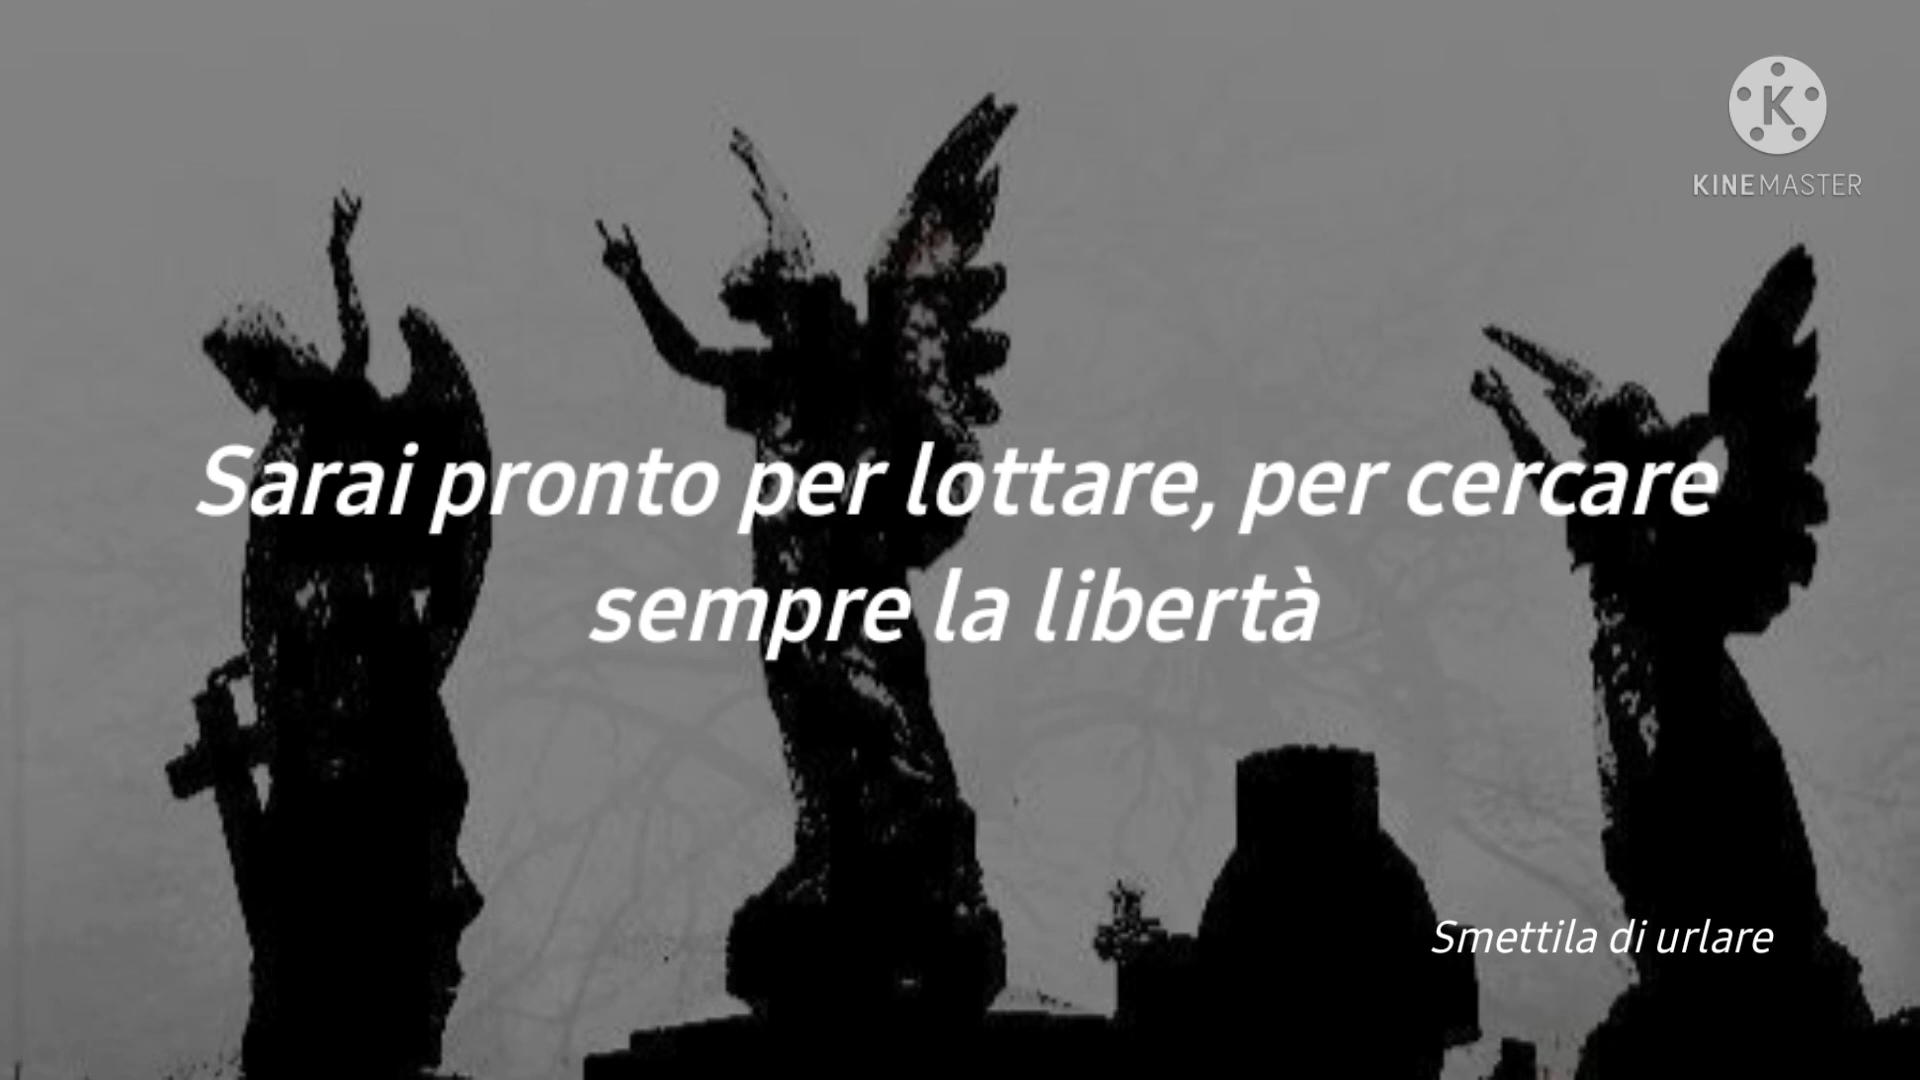 K
KINEMASTER
Sarai pronto per lottare, per cercare
sempre la libertà
Smettila di urlare